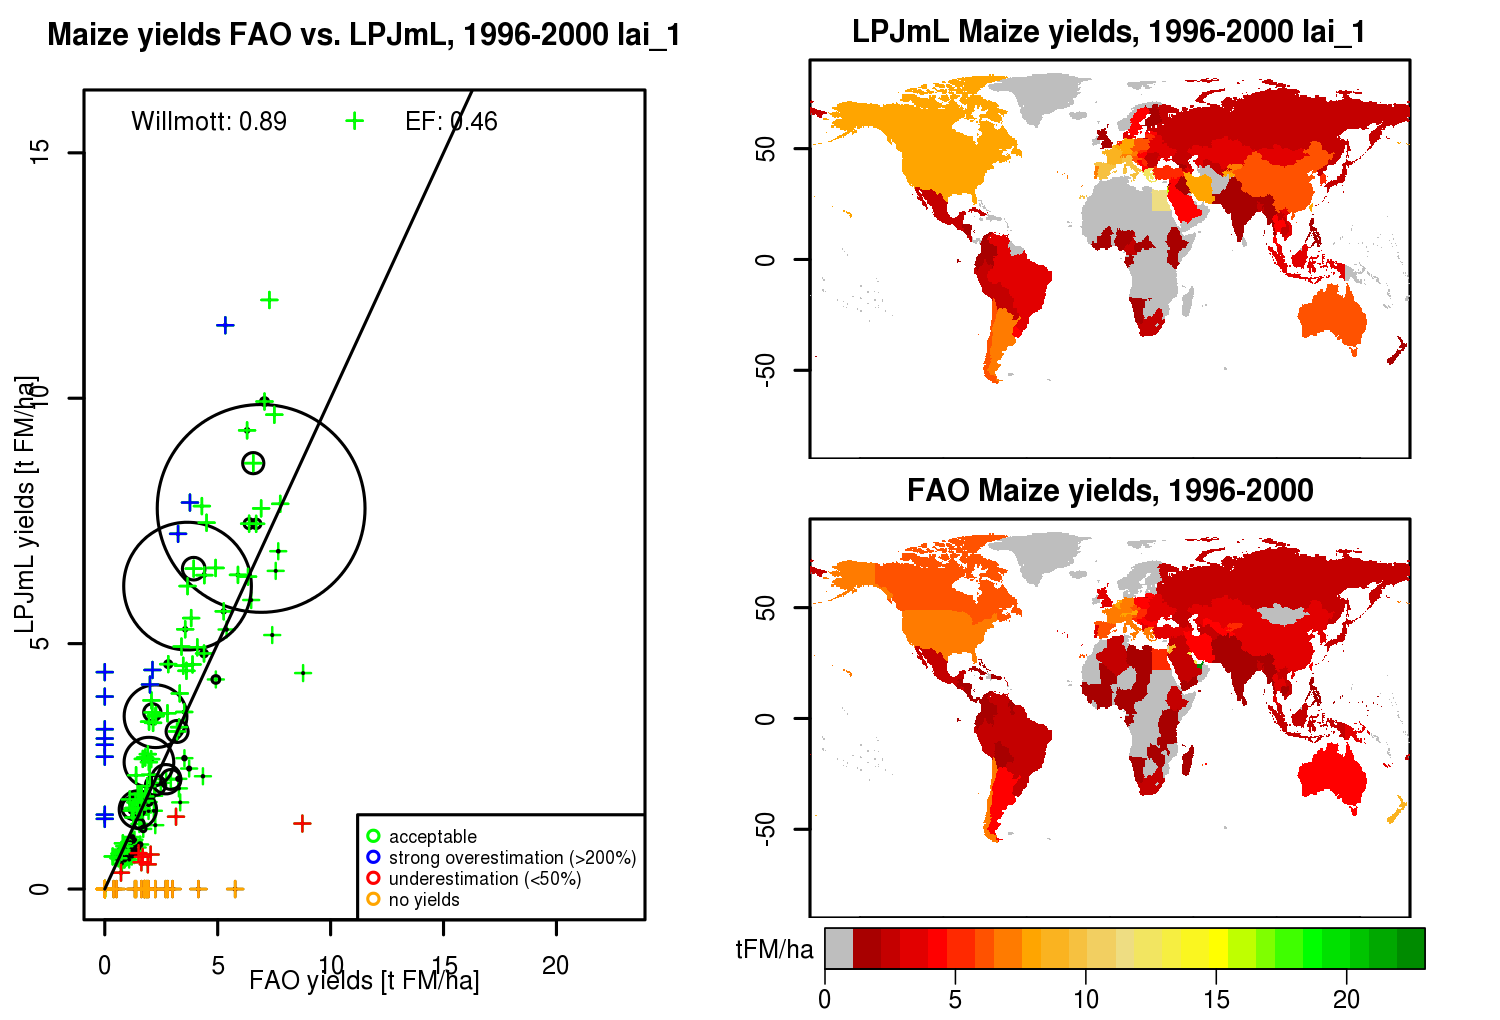 Maize yields FAO vs. LPJmL, 1996-2000 lai_1
Willmott: 0.89
EF: 0.46
15
10
5
0
LPJmL yields [t FM/ha]
acceptable
strong overestimation (>200%)
underestimation (<50%)
no yields
0 5 10 15 20
FAO yields [t FM/ha]
LPJmL Maize yields, 1996-2000 lai_1
50
0
-50
FAO Maize yields, 1996-2000
50
0
-50
tFM/ha
0 5 10 15 20